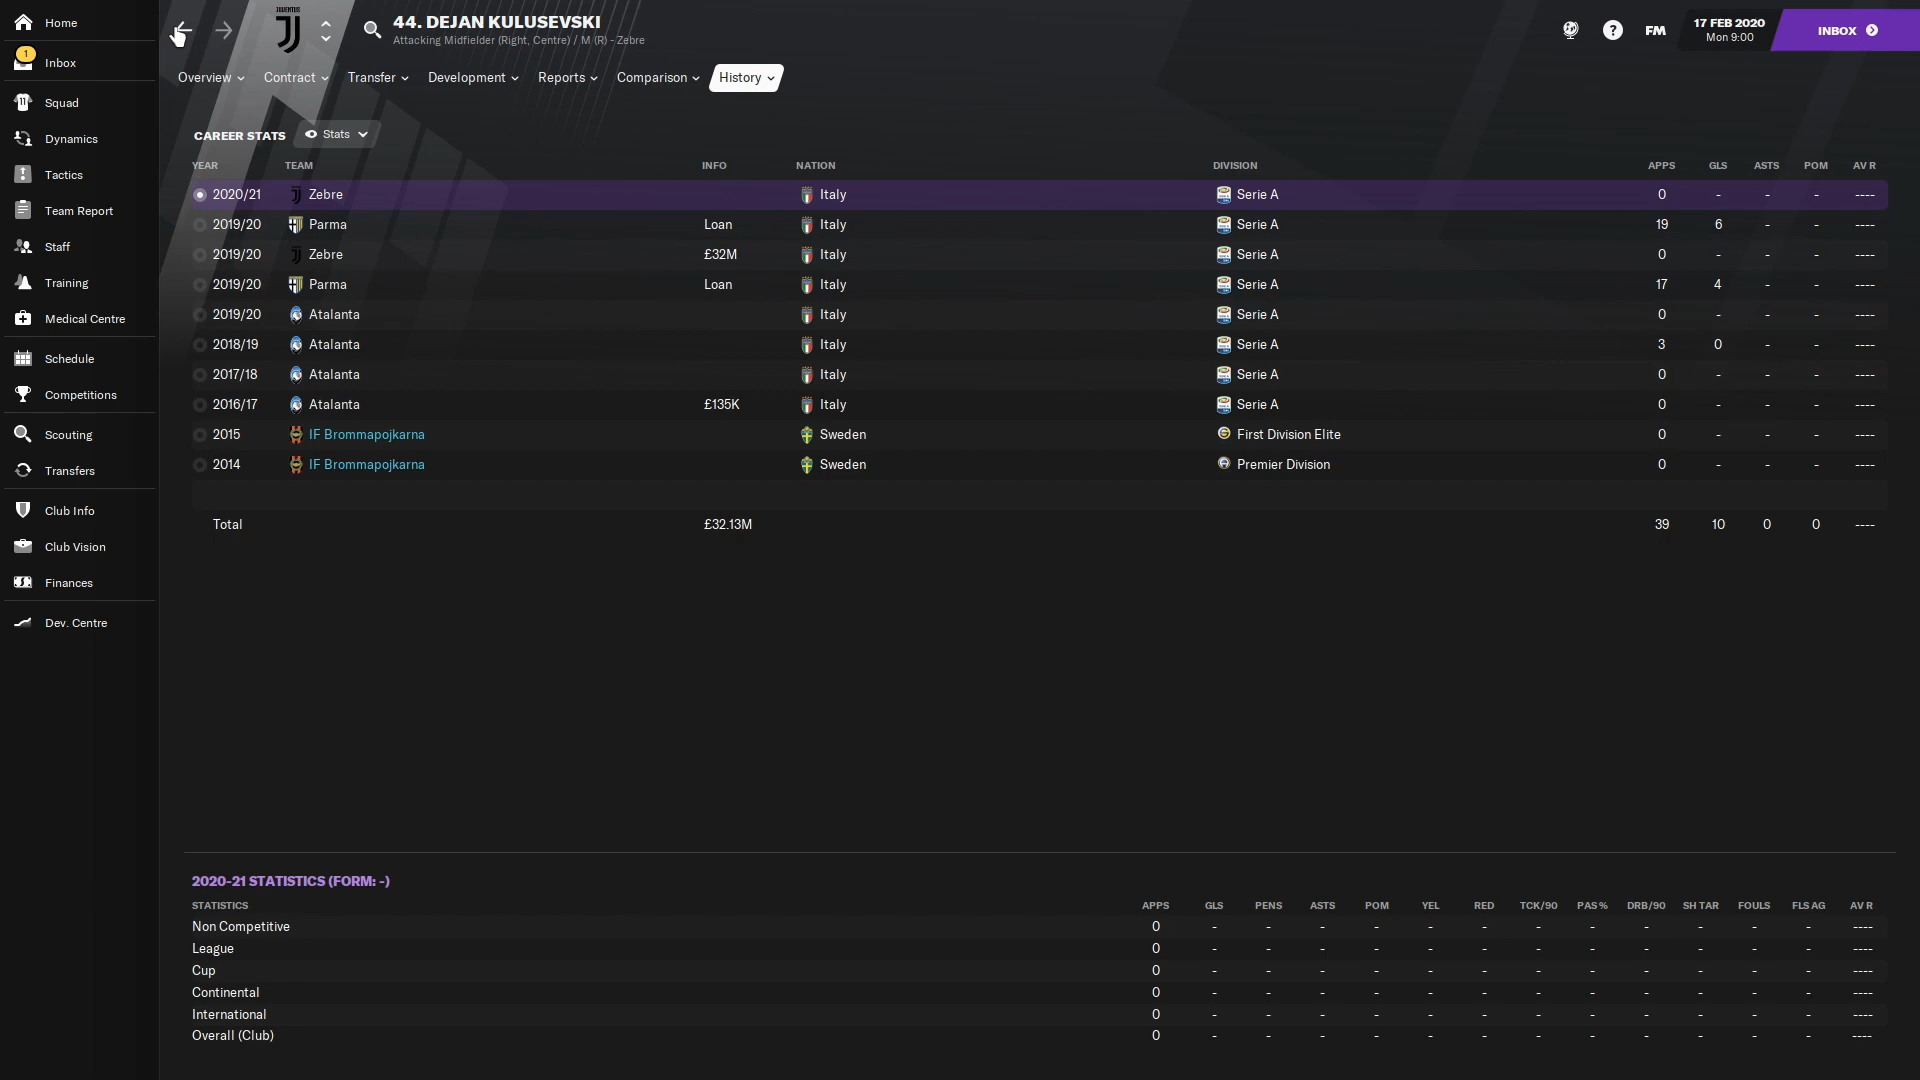 Home
1
Inbox
Squad
Dynamics
Tactics
Team Report
Staff
Training
Medical Centre
Schedule
Competitions
Scouting
Transfers
Club Info
Club Vision
Finances
Dev. Centre
JUVENTUS
44. DEJAN KULUSEVSKI
Attacking Midfielder (Right, Centre) / M (R) - Zebre
? FM 17 FEB 2020 INBOX
Mon 9:00
Overview Contract Transfer Development Reports Comparison History
CAREER STATS Stats
YEAR TEAM INFO NATION DIVISION APPS GLS ASTS POM AV R
2020/21 Zebre Italy Serie A 0 - - - ----
2019/20 Parma Loan Italy Serie A 19 6 - - ----
2019/20 Zebre £32M Italy Serie A 0 - - - ----
2019/20 Parma Loan Italy Serie A 17 4 - - ----
2019/20 Atalanta Italy Serie A 0 - - - ----
2018/19 Atalanta Italy Serie A 3 0 - - ----
2017/18 Atalanta Italy Serie A 0 - - - ----
2016/17 Atalanta £135K Italy Serie A 0 - - - ----
2015 IF Brommapojkarna Sweden First Division Elite 0 - - - ----
2014 IF Brommapojkarna Sweden Premier Division 0 - - - ----
Total £32.13M 39 10 0 0 ----
2020-21 STATISTICS (FORM: -)
STATISTICS APPS GLS PENS ASTS POM YEL RED TCK/90 PAS % DRB/90 SH TAR FOULS FLS AG AV R
Non Competitive 0 - - - - - - - - - - - - ----
League 0 - - - - - - - - - - - - ----
Cup 0 - - - - - - - - - - - - ----
Continental 0 - - - - - - - - - - - - ----
International 0 - - - - - - - - - - - - ----
Overall (Club) 0 - - - - - - - - - - - - ----